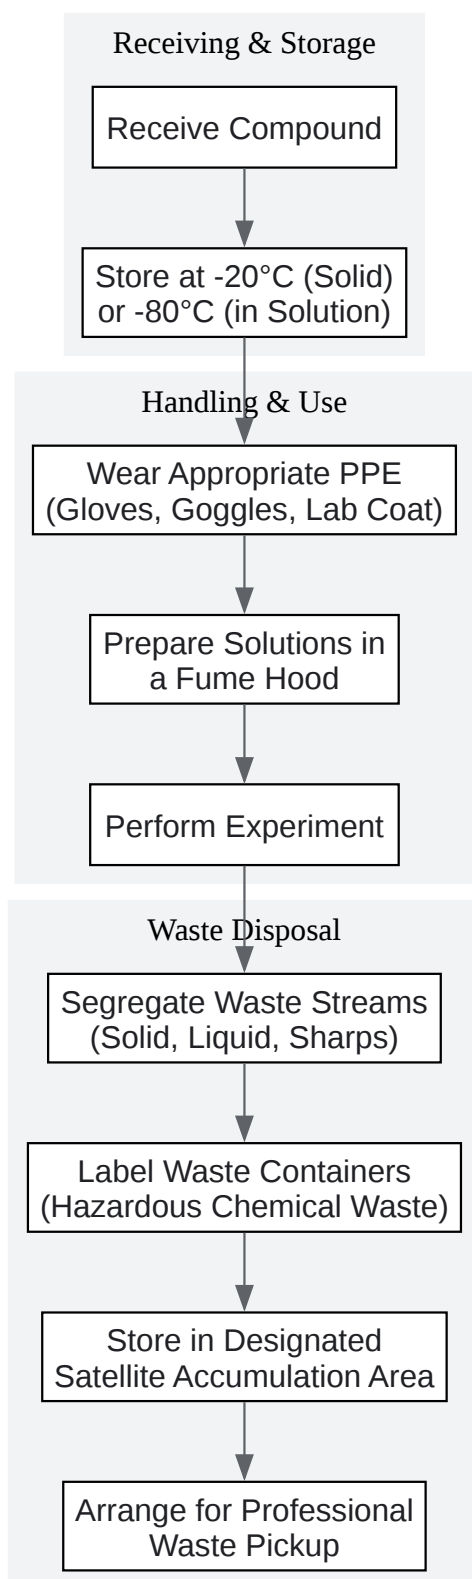 Receiving & Storage
Receive Compound
Store at -20°C (Solid)
or -80°C (in Solution)
Handling & Use
Wear Appropriate PPE
(Gloves, Goggles, Lab Coat)
Prepare Solutions in
a Fume Hood
Perform Experiment
Waste Disposal
Segregate Waste Streams
(Solid, Liquid, Sharps)
Label Waste Containers
(Hazardous Chemical Waste)
Store in Designated
Satellite Accumulation Area
Arrange for Professional
Waste Pickup